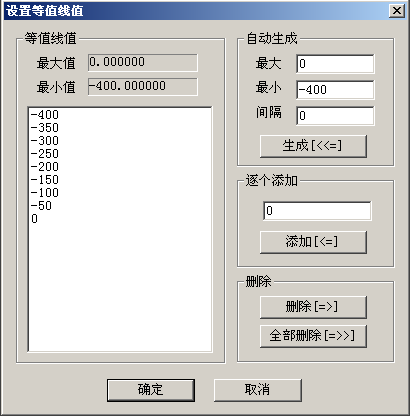 设置等值线值
等值线值
最大值 0.000000
最小值 -400.000000
-400
-350
-300
-250
-200
-150
-100
-50
0
自动生成
最大 0
最小 -400
间隔 0
生成[<<=]
逐个添加
0
添加[<=]
删除
删除[=>]
全部删除[=>>]
确定 取消